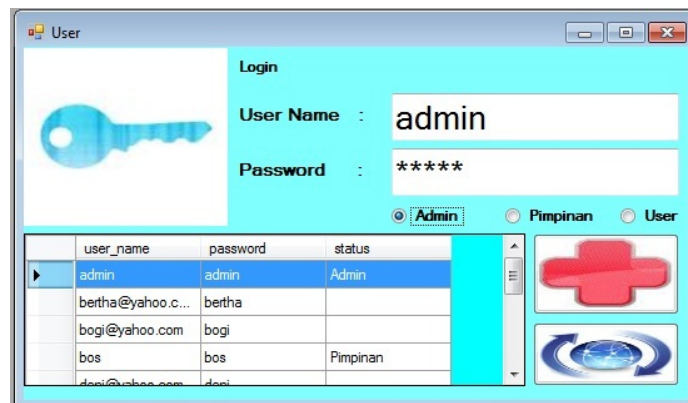 User
Login
User Name :
admin
Password :
*****
Admin Pimpinan User
user_name password status
admin admin Admin
bertha@yahoo.c... bertha
bogi@yahoo.com bogi
bos bos Pimpinan